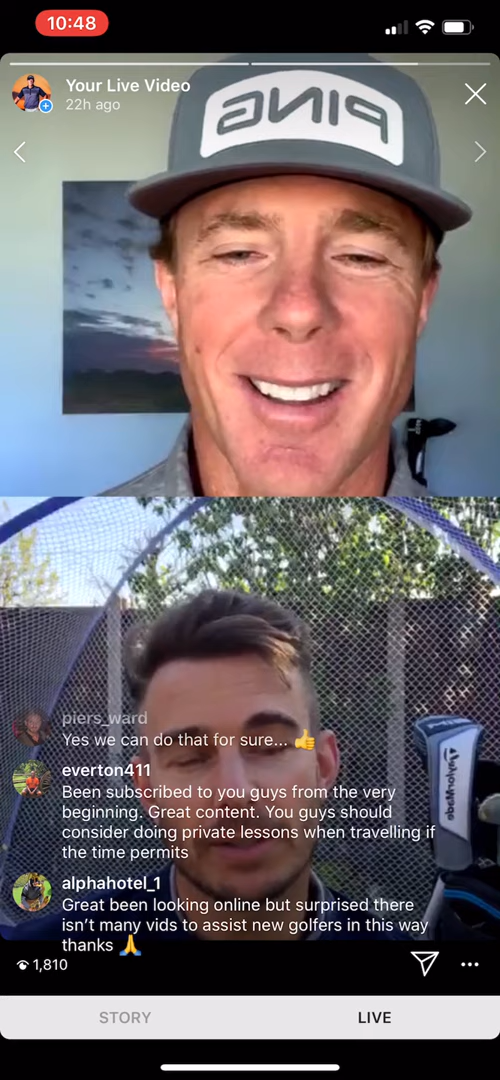 10:48
Your Live Video
22h ago
PING
piers_ward
Yes we can do that for sure... 👍
everton411
Been subscribed to you guys from the very
beginning. Great content. You guys should
consider doing private lessons when travelling if
the time permits
TaylorMade
alphahotel_1
Great been looking online but surprised there
isn't many vids to assist new golfers in this way
thanks 🙏
1,810
STORY
LIVE